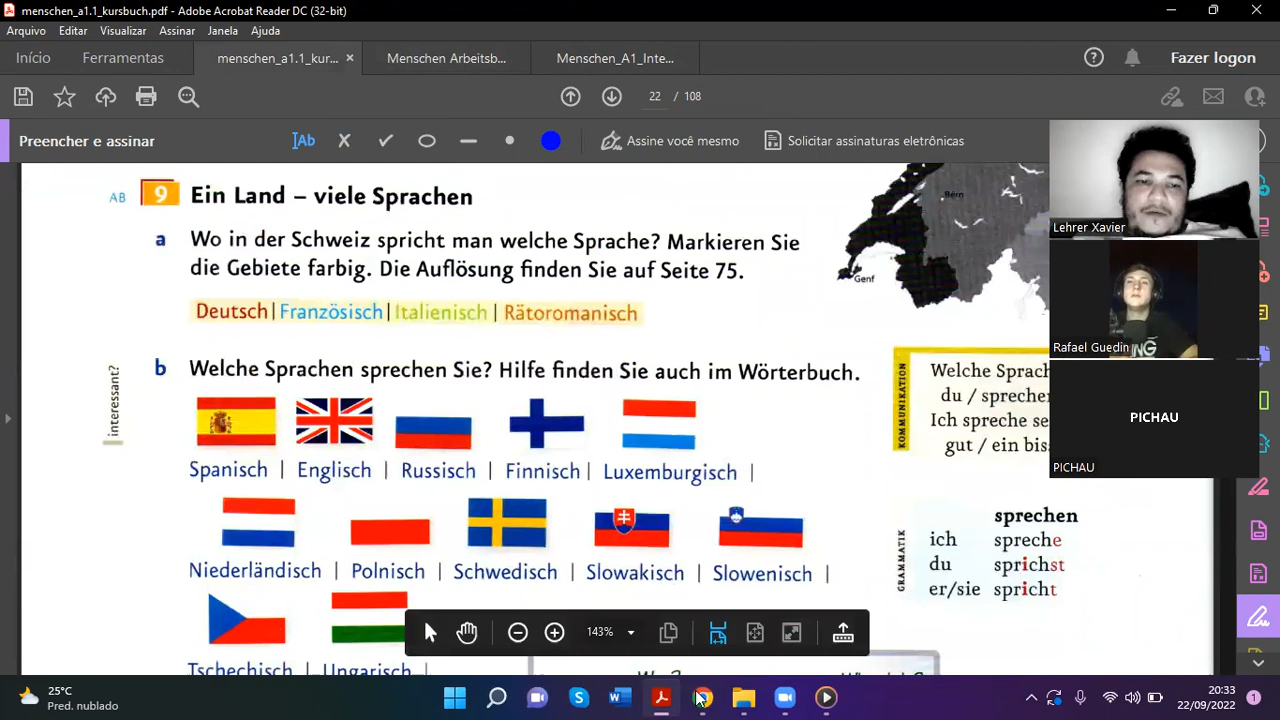 menschen_a1.1_kursbuch.pdf - Adobe Acrobat Reader DC (32-bit)
Arquivo Editar Visualizar Assinar Janela Ajuda
Início Ferramentas menschen_a1.1_kur... × Menschen Arbeitsb... Menschen_A1_Inte... Fazer logon
22 / 108
Preencher e assinar Ab Assine você mesmo Solicitar assinaturas eletrônicas
AB 9 Ein Land – viele Sprachen
Bern
Genf
a Wo in der Schweiz spricht man welche Sprache? Markieren Sie
die Gebiete farbig. Die Auflösung finden Sie auf Seite 75.
Deutsch | Französisch | Italienisch | Rätoromanisch
interessant?
b Welche Sprachen sprechen Sie? Hilfe finden Sie auch im Wörterbuch.
Spanisch | Englisch | Russisch | Finnisch | Luxemburgisch |
Niederländisch | Polnisch | Schwedisch | Slowakisch | Slowenisch |
Tschechisch | Ungarisch |
KOMMUNIKATION
Welche Sprach
du / sprechen
Ich spreche se
gut / ein bis
GRAMMATIK
sprechen
ich spreche
du sprichst
er/sie spricht
Lehrer Xavier
Rafael Guedin
PICHAU
PICHAU
143%
25°C
Pred. nublado
W
S
20:33
22/09/2022
1